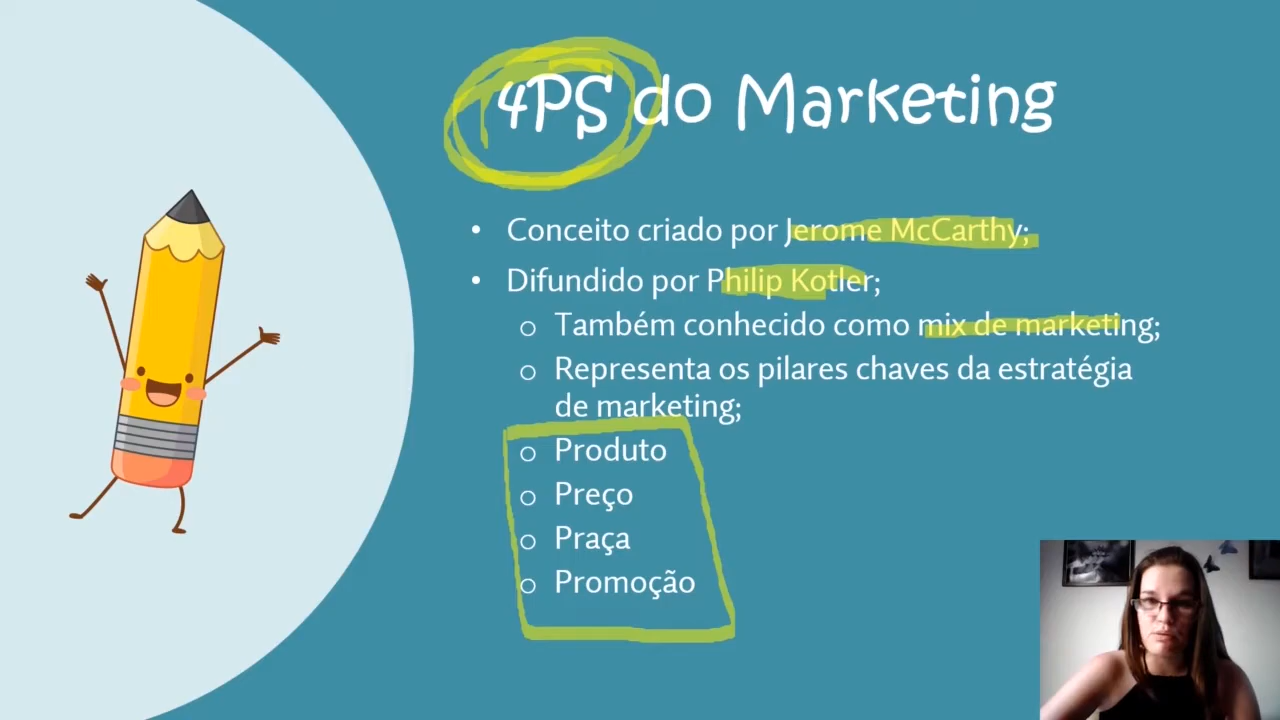 4PS do Marketing
• Conceito criado por Jerome McCarthy;
• Difundido por Philip Kotler;
o Também conhecido como mix de marketing;
o Representa os pilares chaves da estratégia
de marketing;
o Produto
o Preço
o Praça
o Promoção